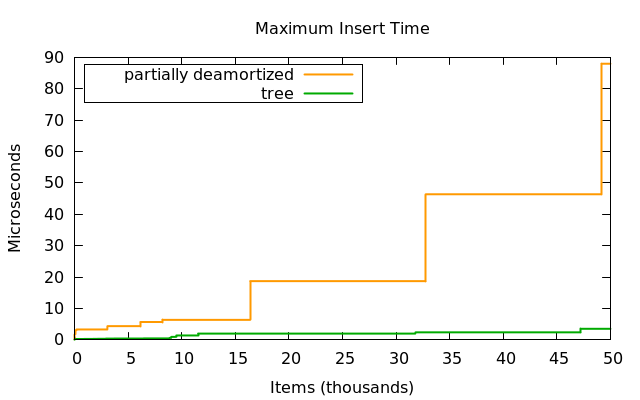 Maximum Insert Time
partially deamortized
tree
Microseconds
90
80
70
60
50
40
30
20
10
0
0 5 10 15 20 25 30 35 40 45 50
Items (thousands)